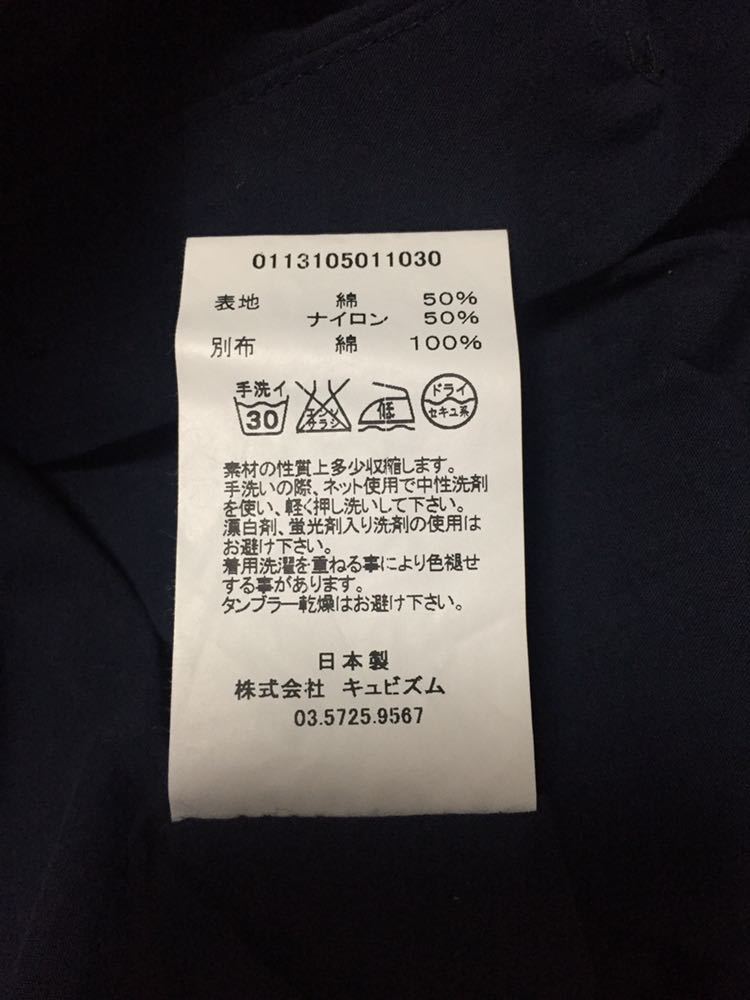 0113105011030
表地 綿 50%
ナイロン 50%
別布 綿 100%
手洗イ 30 エンソサラシ 低 ドライ セキユ系
素材の性質上多少収縮します。
手洗いの際、ネット使用で中性洗剤
を使い、軽く押し洗いして下さい。
漂白剤、蛍光剤入り洗剤の使用は
お避け下さい。
着用洗濯を重ねる事により色褪せ
する事があります。
タンブラー乾燥はお避け下さい。
日本製
株式会社 キュビズム
03.5725.9567